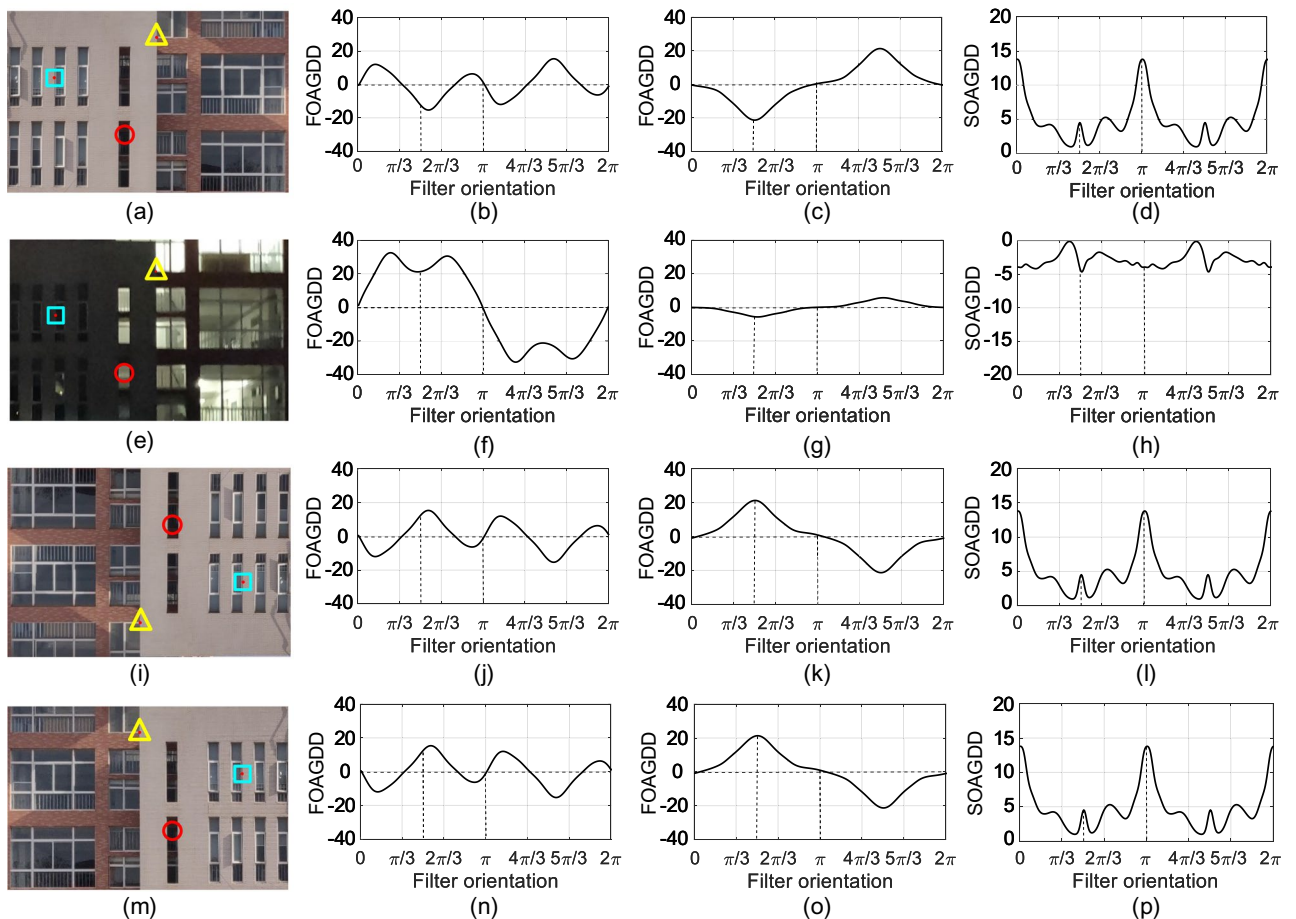 40
20
0
-20
-40
FOAGDD
0 π/3 2π/3 π 4π/3 5π/3 2π
Filter orientation
40
20
0
-20
-40
FOAGDD
0 π/3 2π/3 π 4π/3 5π/3 2π
Filter orientation
20
15
10
5
0
SOAGDD
0 π/3 2π/3 π 4π/3 5π/3 2π
Filter orientation
(a) (b) (c) (d)
40
20
0
-20
-40
FOAGDD
0 π/3 2π/3 π 4π/3 5π/3 2π
Filter orientation
40
20
0
-20
-40
FOAGDD
0 π/3 2π/3 π 4π/3 5π/3 2π
Filter orientation
0
-5
-10
-15
-20
SOAGDD
0 π/3 2π/3 π 4π/3 5π/3 2π
Filter orientation
(e) (f) (g) (h)
40
20
0
-20
-40
FOAGDD
0 π/3 2π/3 π 4π/3 5π/3 2π
Filter orientation
40
20
0
-20
-40
FOAGDD
0 π/3 2π/3 π 4π/3 5π/3 2π
Filter orientation
20
15
10
5
0
SOAGDD
0 π/3 2π/3 π 4π/3 5π/3 2π
Filter orientation
(i) (j) (k) (l)
40
20
0
-20
-40
FOAGDD
0 π/3 2π/3 π 4π/3 5π/3 2π
Filter orientation
40
20
0
-20
-40
FOAGDD
0 π/3 2π/3 π 4π/3 5π/3 2π
Filter orientation
20
15
10
5
0
SOAGDD
0 π/3 2π/3 π 4π/3 5π/3 2π
Filter orientation
(m) (n) (o) (p)